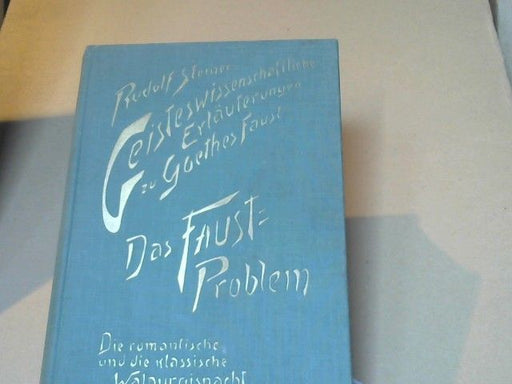 Rudolf Steiner
Geisteswissenschaftliche
Erläuterungen
zu Goethes Faust
Das FAUST=
Problem
Die romantische
und die klassische
Walpurgisnacht